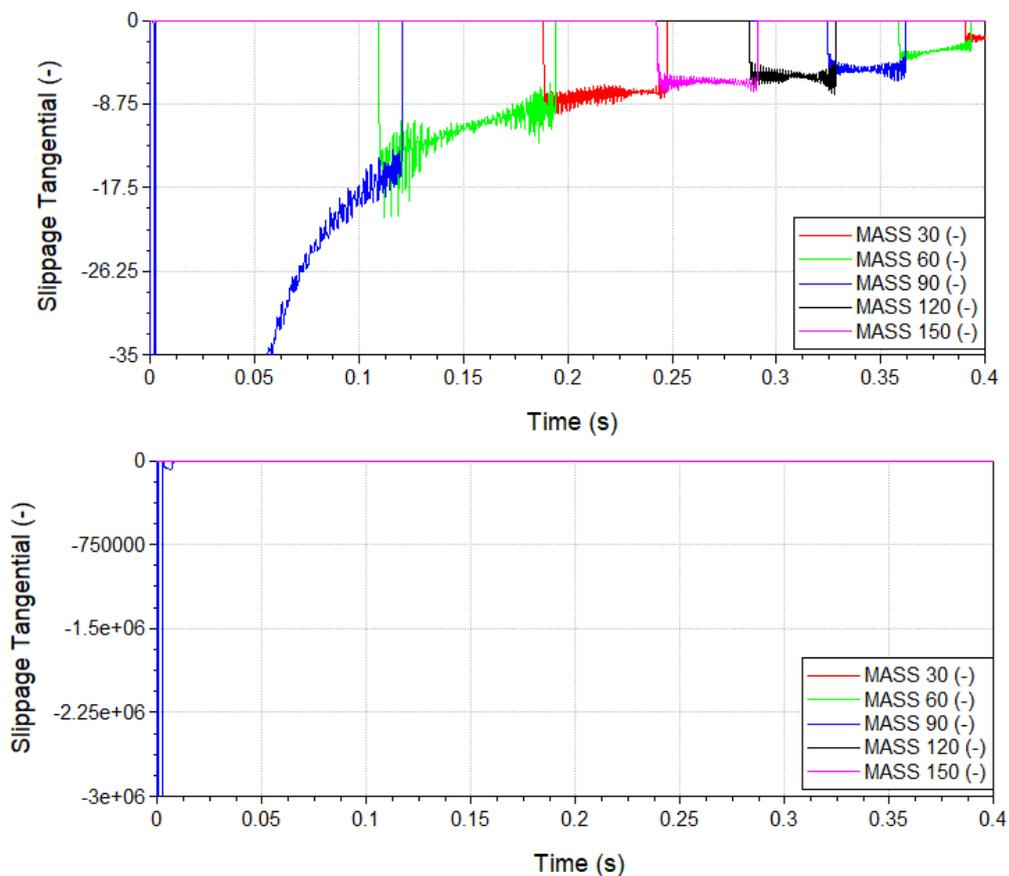 Slippage Tangential (-)
0
-8.75
-17.5
-26.25
-35
MASS 30 (-)
MASS 60 (-)
MASS 90 (-)
MASS 120 (-)
MASS 150 (-)
0 0.05 0.1 0.15 0.2 0.25 0.3 0.35 0.4
Time (s)
Slippage Tangential (-)
0
-750000
-1.5e+06
-2.25e+06
-3e+06
MASS 30 (-)
MASS 60 (-)
MASS 90 (-)
MASS 120 (-)
MASS 150 (-)
0 0.05 0.1 0.15 0.2 0.25 0.3 0.35 0.4
Time (s)